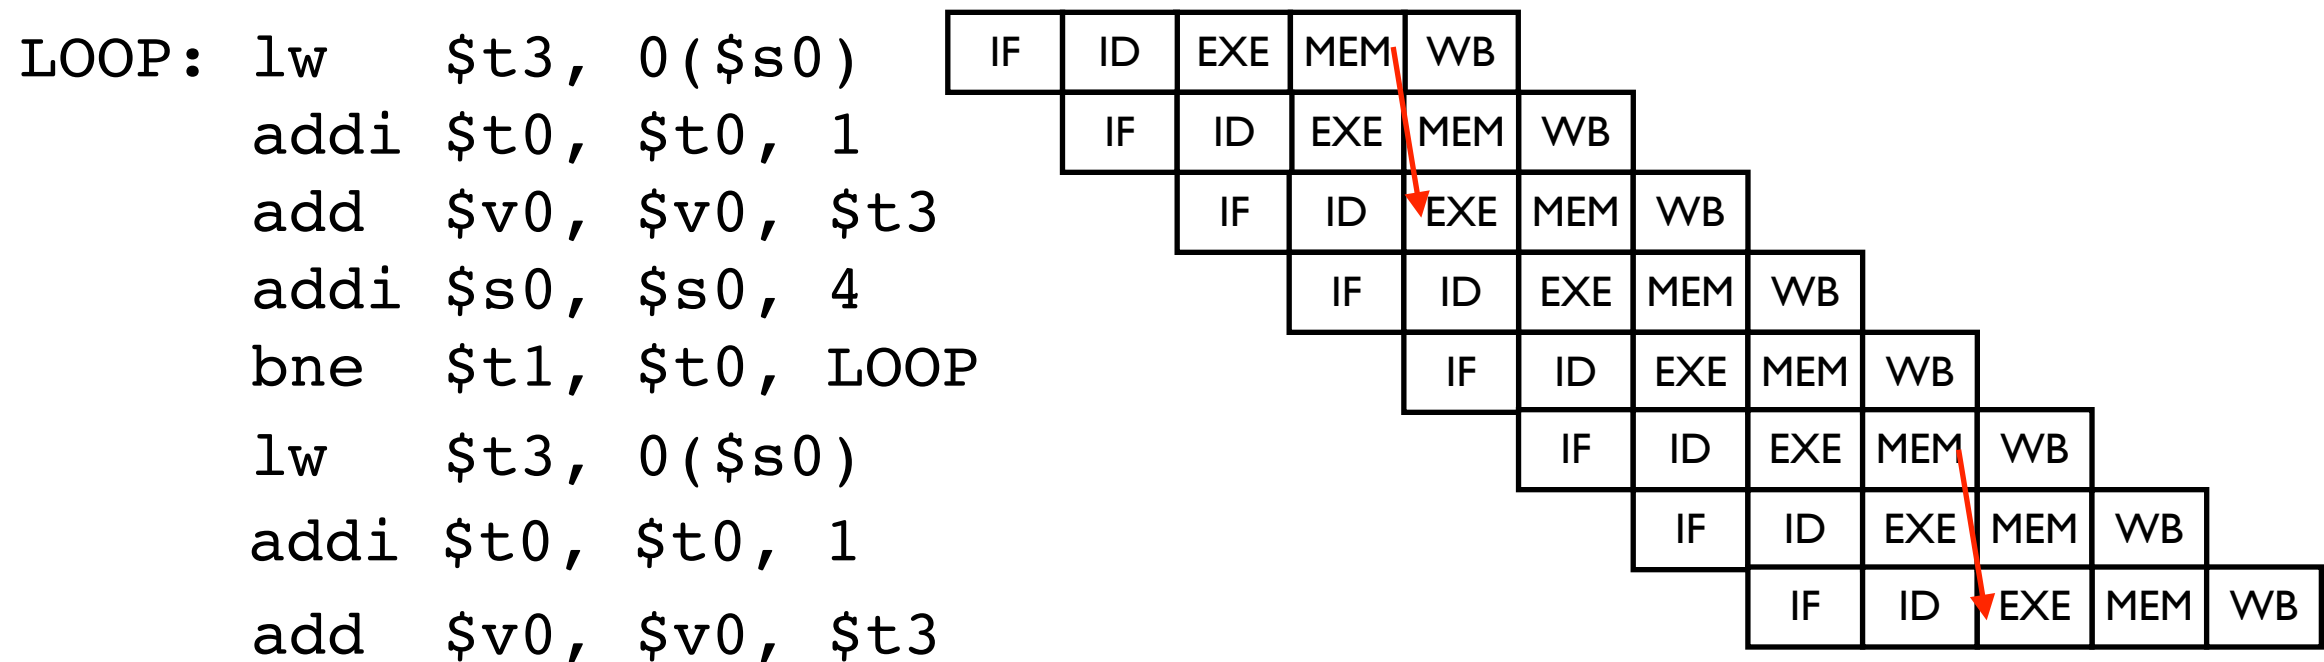 LOOP: lw $t3, 0($s0) IF ID EXE MEM WB
addi $t0, $t0, 1 IF ID EXE MEM WB
add $v0, $v0, $t3 IF ID EXE MEM WB
addi $s0, $s0, 4 IF ID EXE MEM WB
bne $t1, $t0, LOOP IF ID EXE MEM WB
lw $t3, 0($s0) IF ID EXE MEM WB
addi $t0, $t0, 1 IF ID EXE MEM WB
add $v0, $v0, $t3 IF ID EXE MEM WB